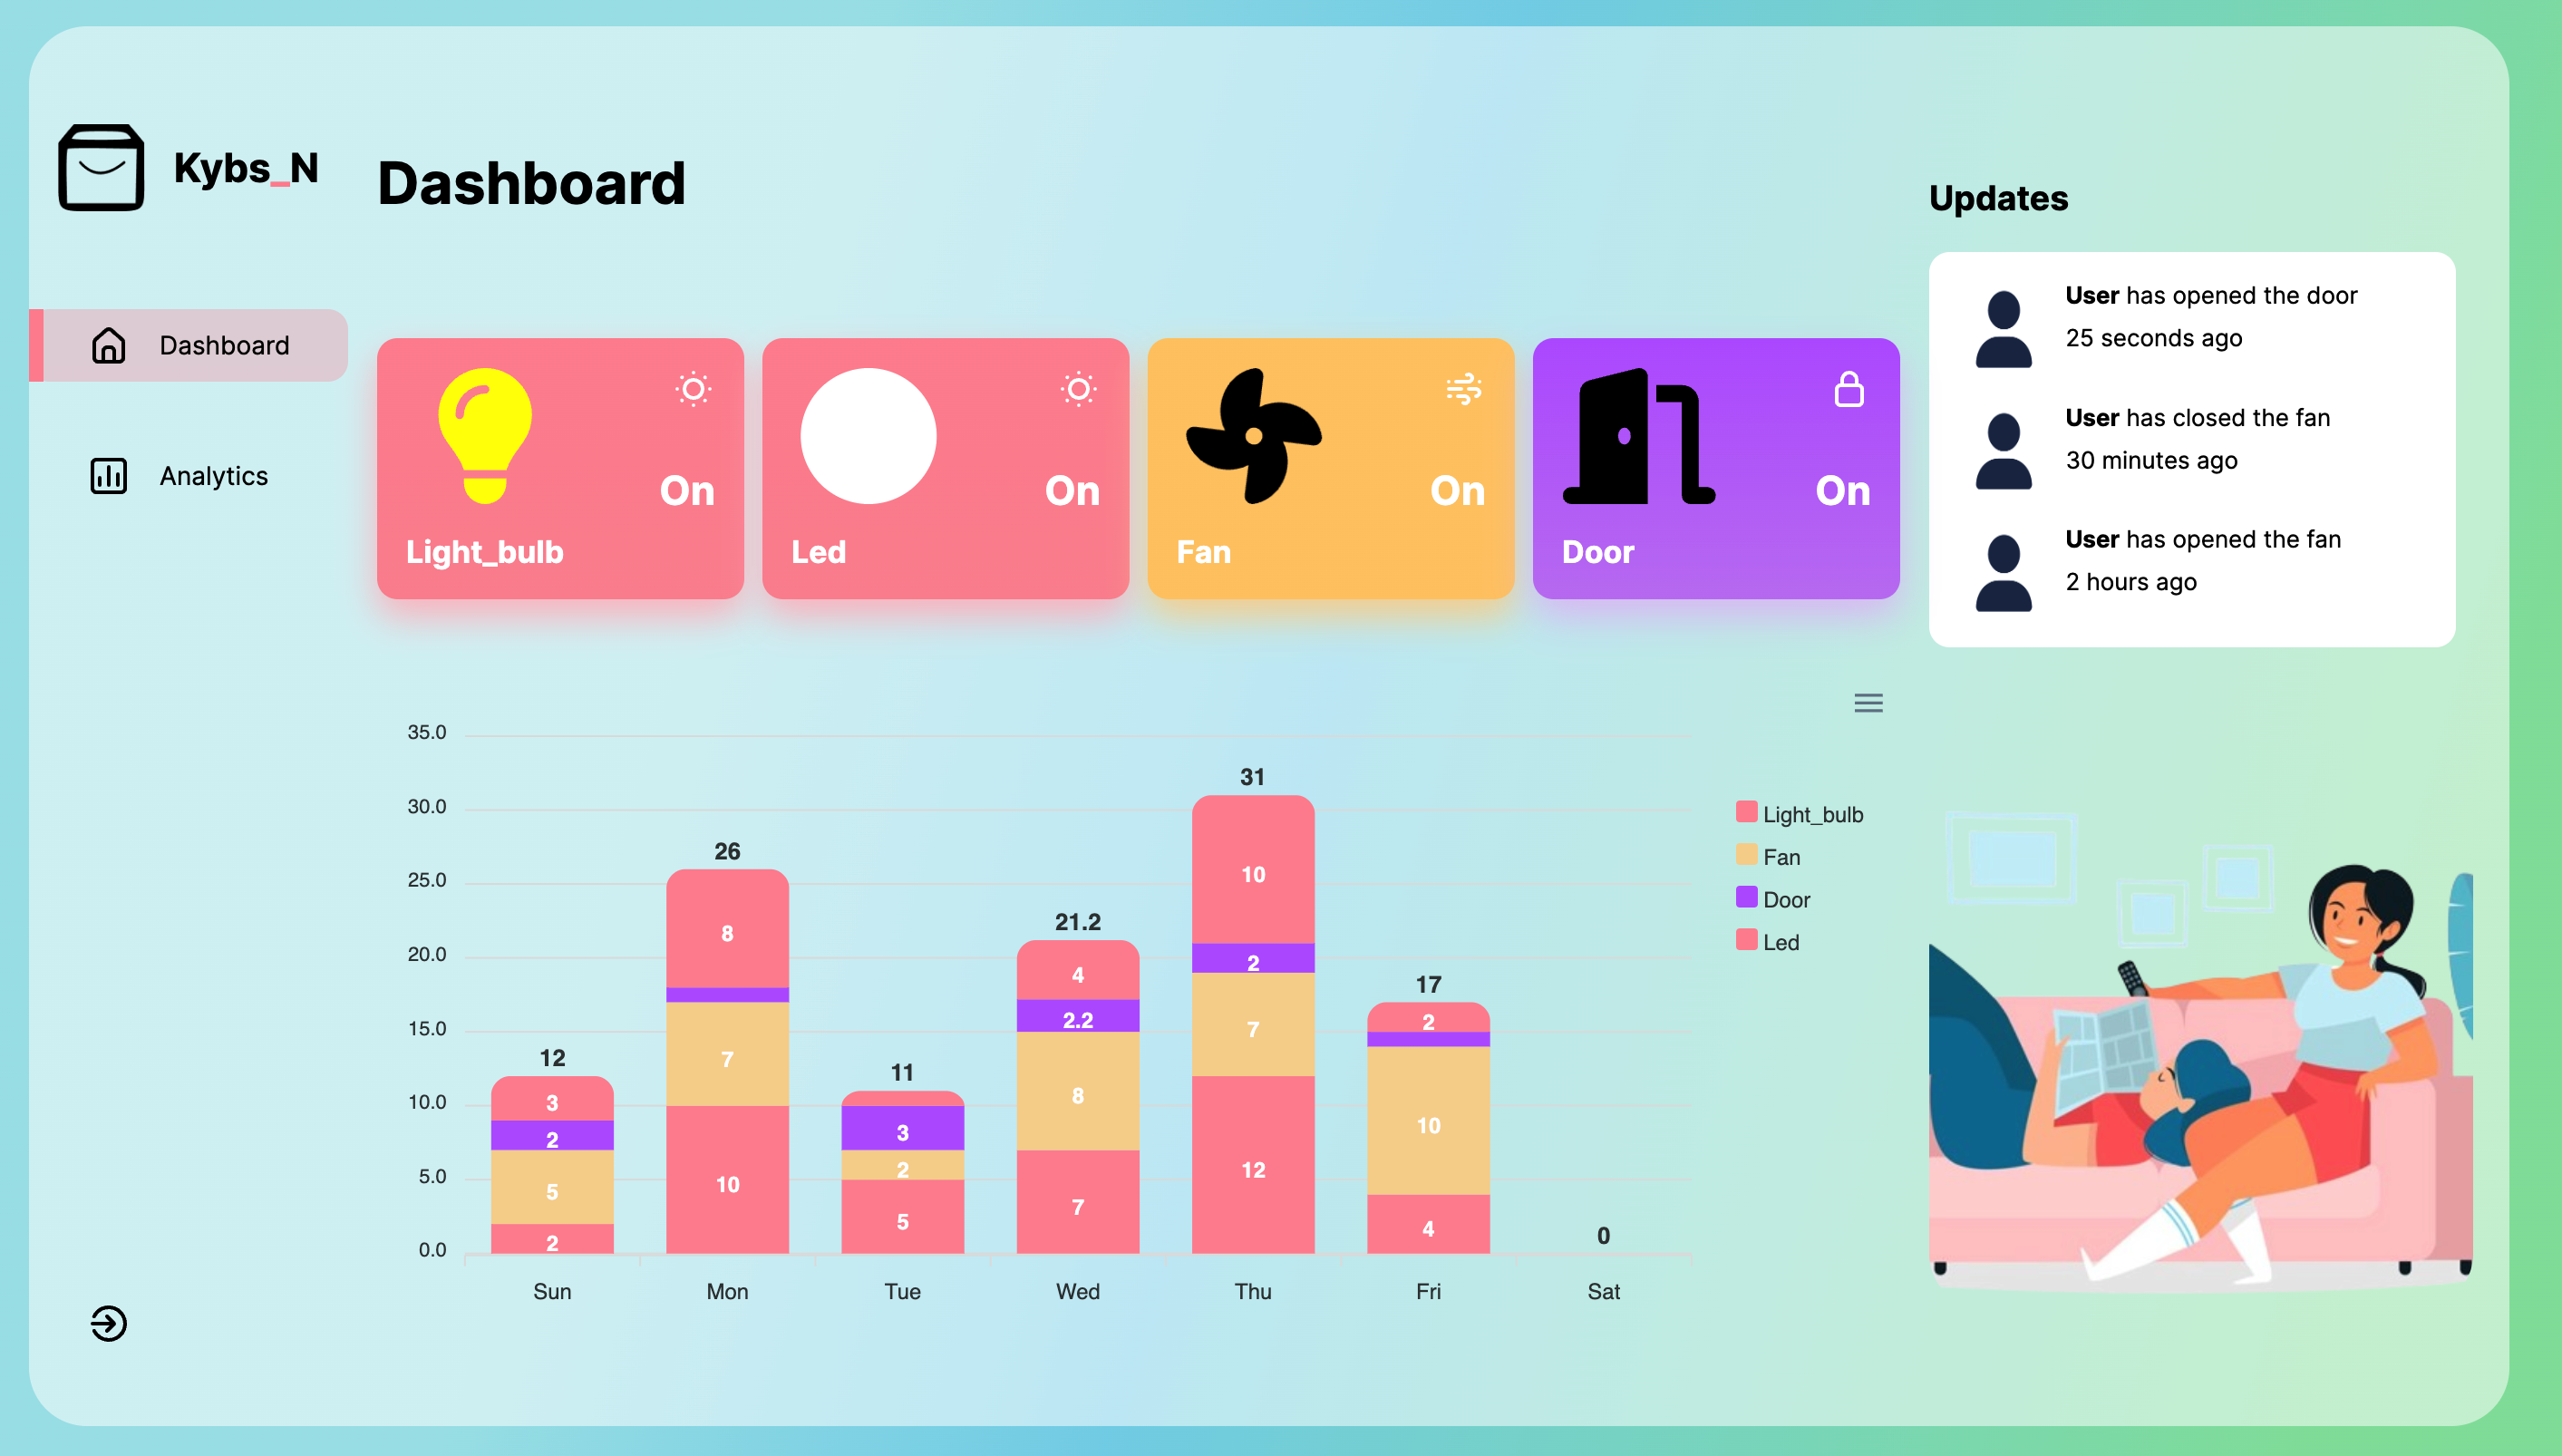 Kybs_N
Dashboard
Analytics
Dashboard
On
Light_bulb
On
Led
On
Fan
On
Door
Updates
User has opened the door
25 seconds ago
User has closed the fan
30 minutes ago
User has opened the fan
2 hours ago
35.0
30.0
25.0
20.0
15.0
10.0
5.0
0.0
12
3
2
5
2
26
8
7
10
11
3
2
5
21.2
4
2.2
8
7
31
10
2
7
12
17
2
10
4
0
Sun Mon Tue Wed Thu Fri Sat
Light_bulb
Fan
Door
Led